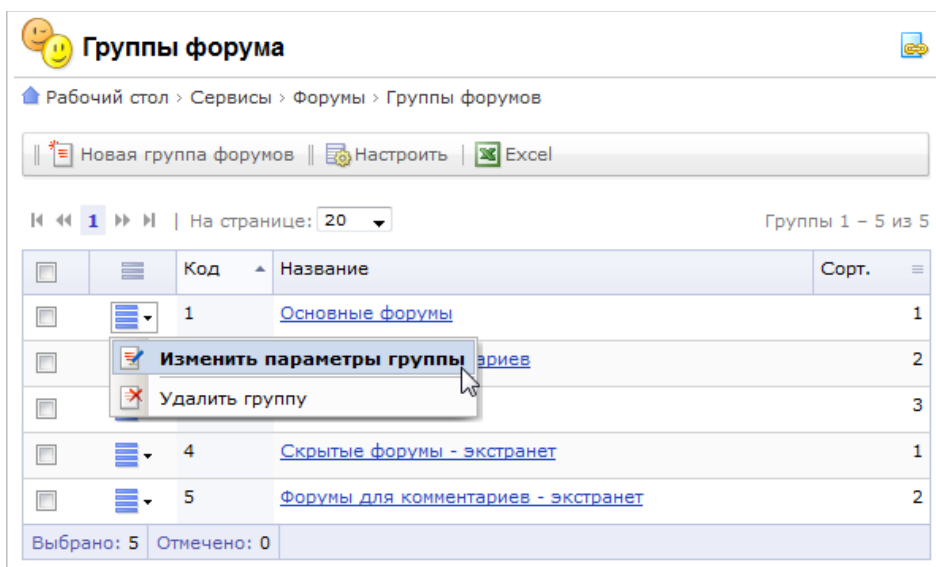 Группы форума
Рабочий стол > Сервисы > Форумы > Группы форумов
Новая группа форумов Настроить | Excel
1 | На странице: 20 Группы 1 – 5 из 5
Код Название Сорт.
1 Основные форумы 1
Изменить параметры группы 2
Удалить группу 3
4 Скрытые форумы - экстранет 1
5 Форумы для комментариев - экстранет 2
Выбрано: 5 Отмечено: 0